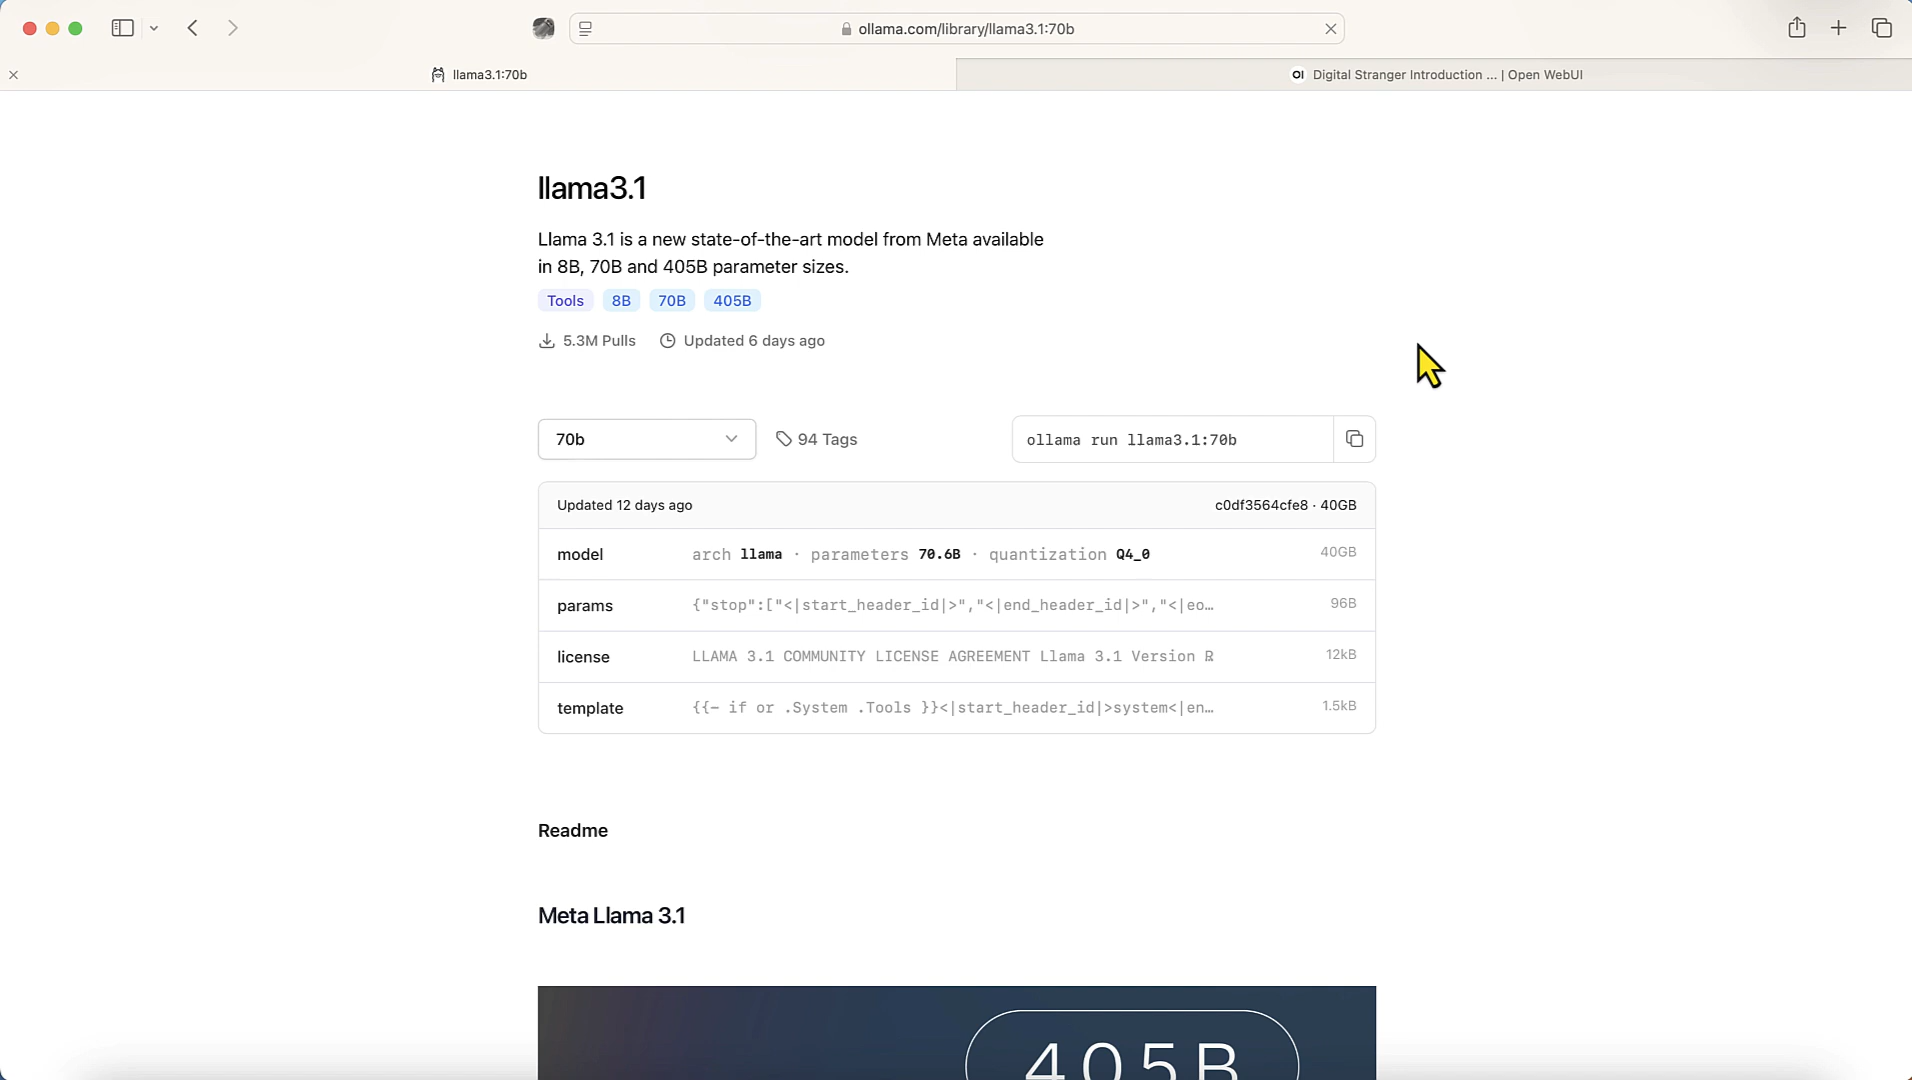 ollama.com/library/llama3.1:70b
llama3.1:70b
OI Digital Stranger Introduction ... | Open WebUI
llama3.1
Llama 3.1 is a new state-of-the-art model from Meta available
in 8B, 70B and 405B parameter sizes.
Tools 8B 70B 405B
5.3M Pulls Updated 6 days ago
70b 94 Tags ollama run llama3.1:70b
Updated 12 days ago c0df3564cfe8 · 40GB
model arch llama · parameters 70.6B · quantization Q4_0 40GB
params {"stop":["<|start_header_id|>","<|end_header_id|>","<|eo… 96B
license LLAMA 3.1 COMMUNITY LICENSE AGREEMENT Llama 3.1 Version R 12kB
template {{- if or .System .Tools }}<|start_header_id|>system<|en… 1.5kB
Readme
Meta Llama 3.1
405B